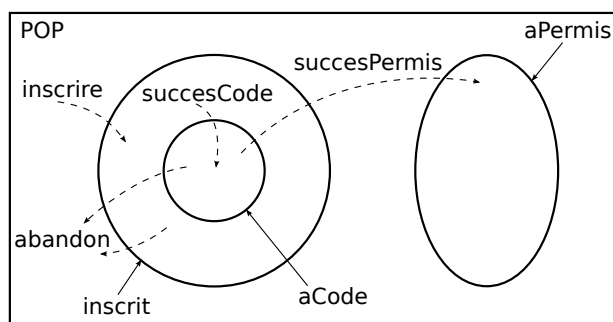 POP
aPermis
succesPermis
inscrire
succesCode
abandon
inscrit
aCode